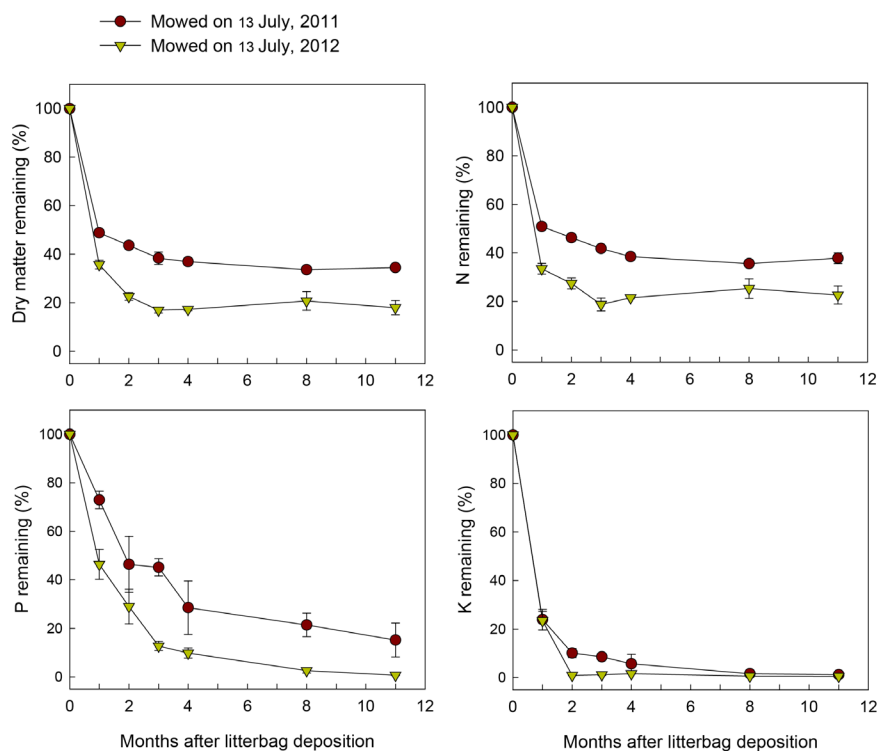 Mowed on 13 July, 2011
Mowed on 13 July, 2012
Dry matter remaining (%)
100
80
60
40
20
0
0 2 4 6 8 10 12
N remaining (%)
100
80
60
40
20
0
0 2 4 6 8 10 12
P remaining (%)
100
80
60
40
20
0
0 2 4 6 8 10 12
Months after litterbag deposition
K remaining (%)
100
80
60
40
20
0
0 2 4 6 8 10 12
Months after litterbag deposition